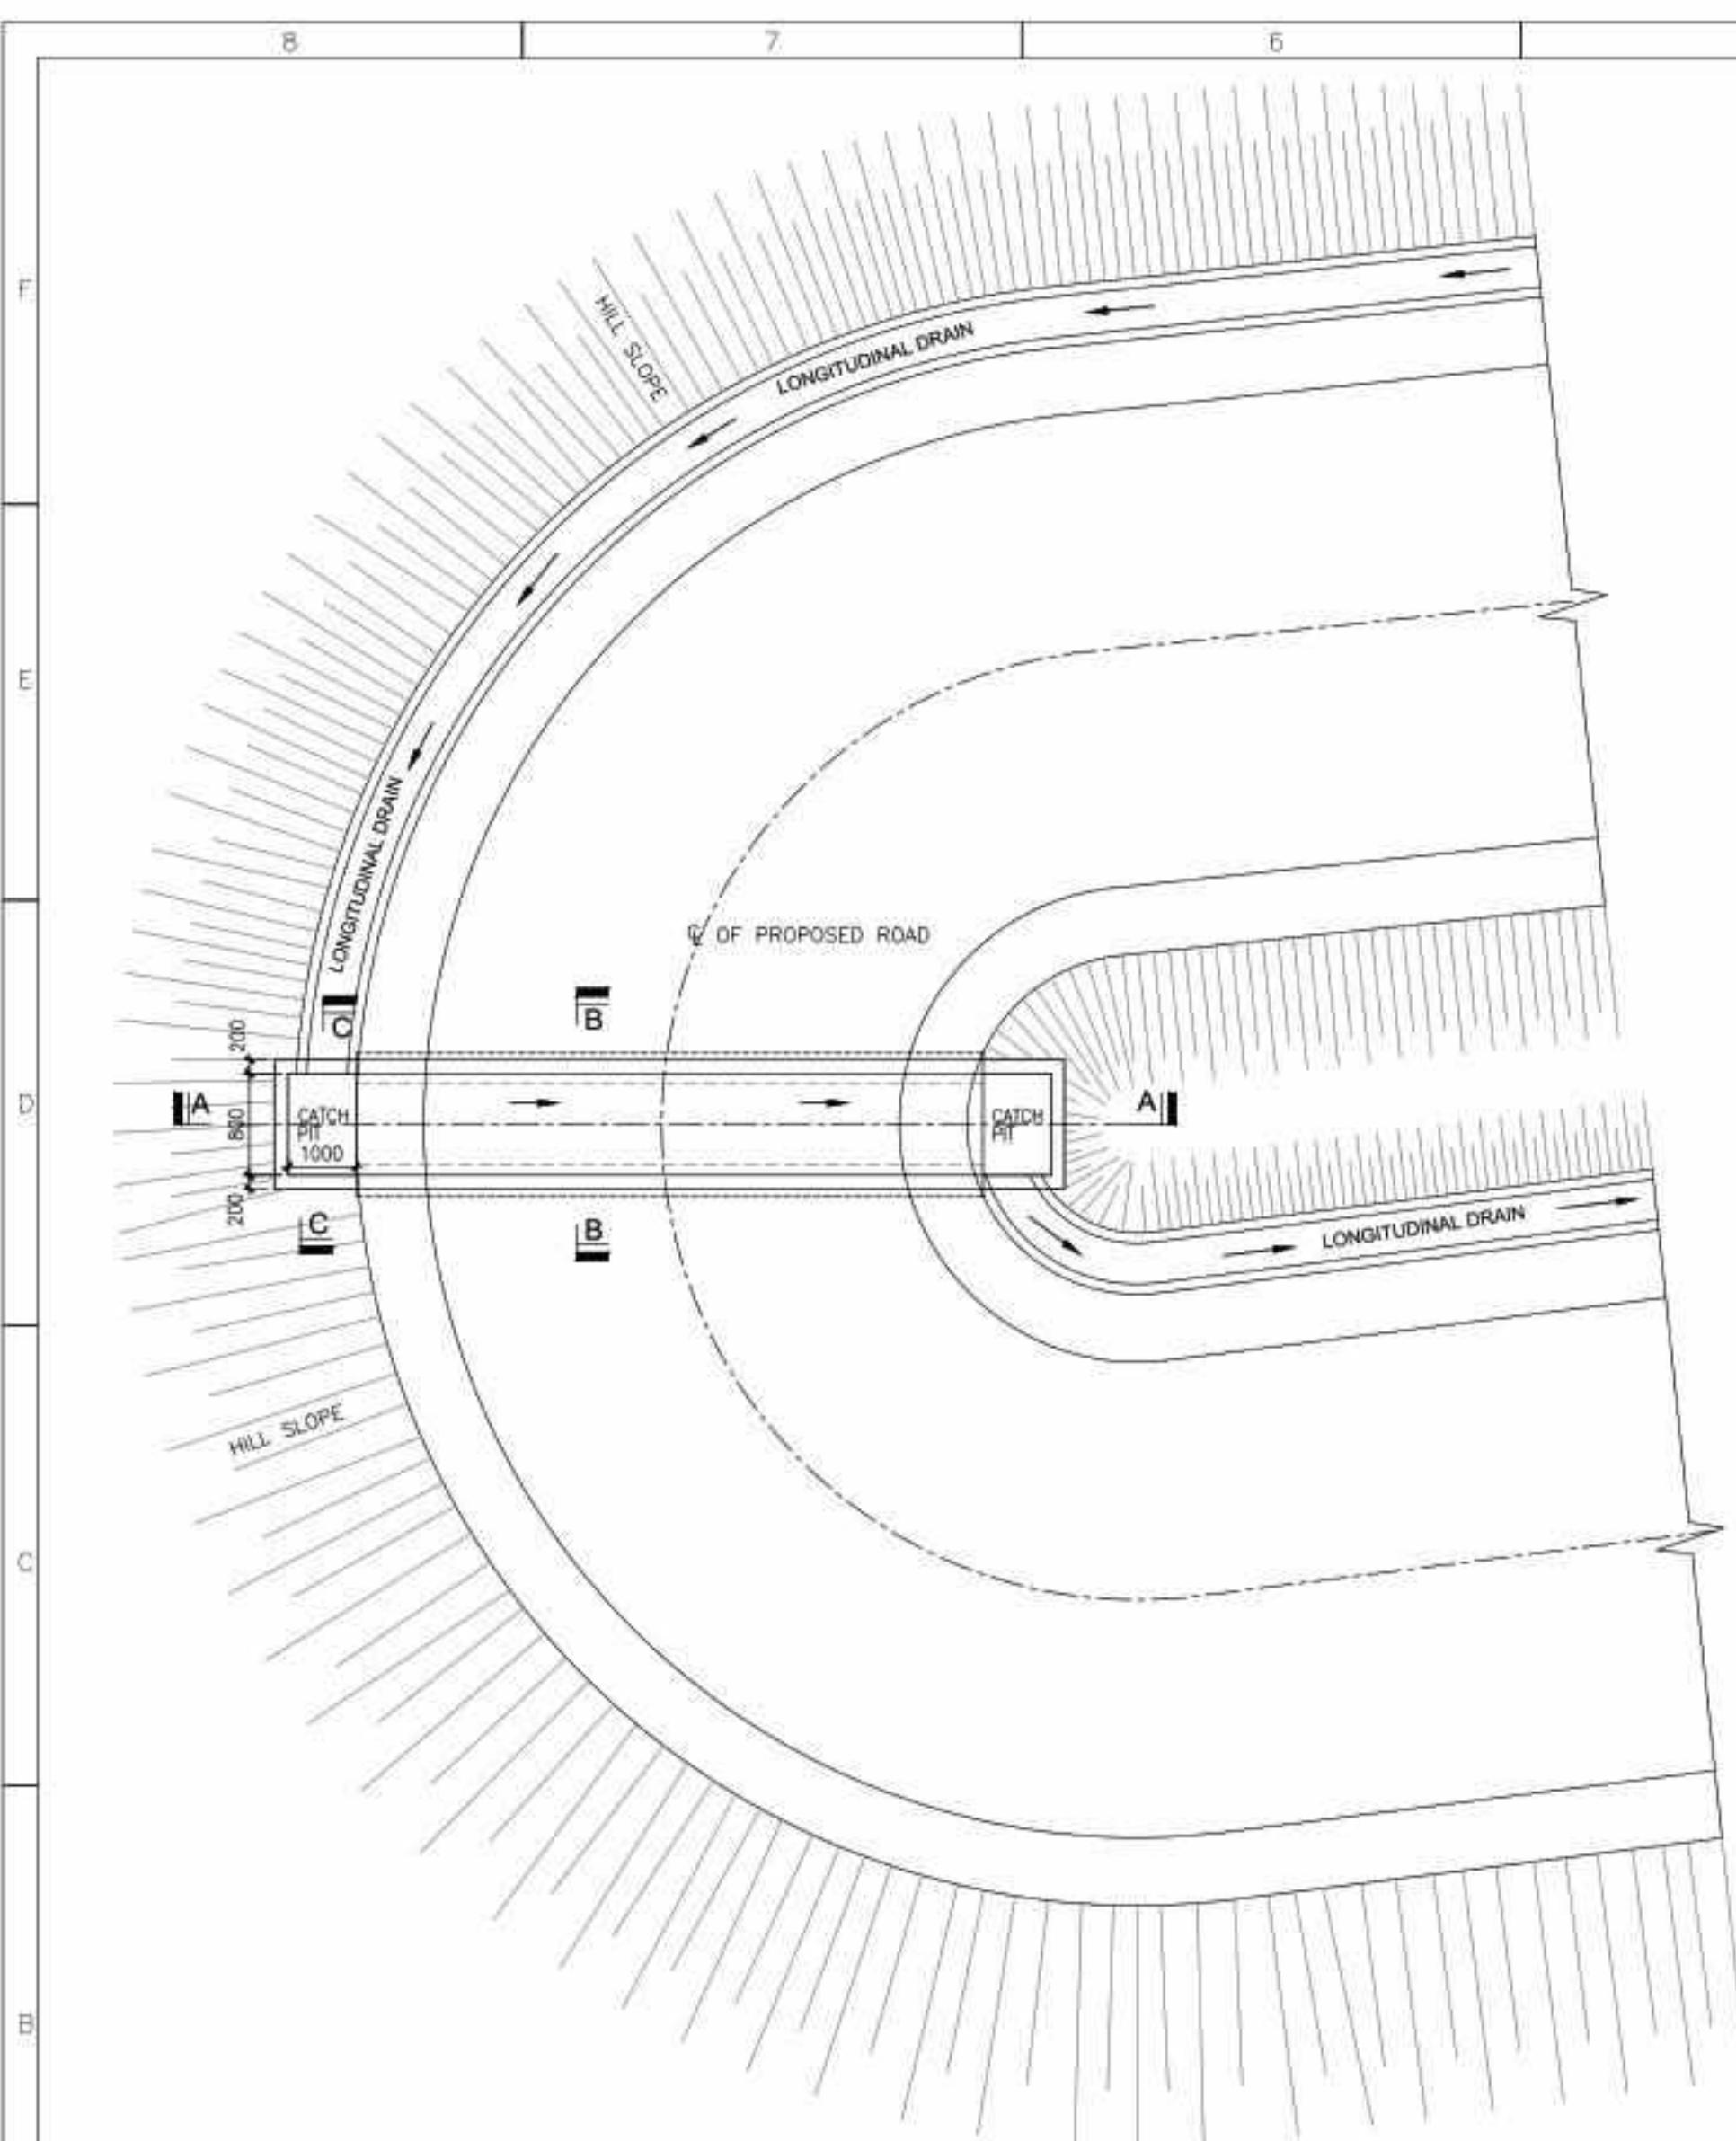 8
7
6
F
HILL SLOPE
LONGITUDINAL DRAIN
E
LONGITUDINAL DRAIN
℄ OF PROPOSED ROAD
C
B
200
D
A
800
CATCH
PIT
1000
CATCH
PIT
A
200
C
B
LONGITUDINAL DRAIN
HILL SLOPE
C
B